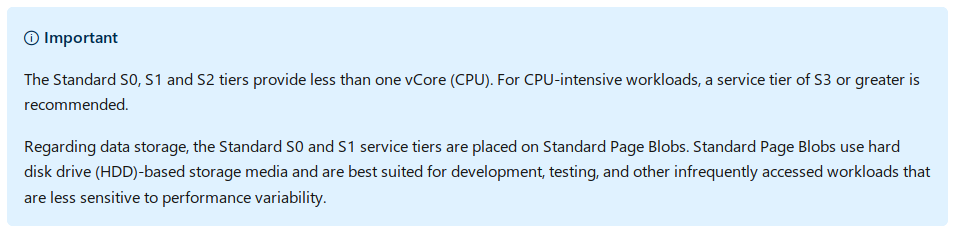 Important
The Standard S0, S1 and S2 tiers provide less than one vCore (CPU). For CPU-intensive workloads, a service tier of S3 or greater is
recommended.
Regarding data storage, the Standard S0 and S1 service tiers are placed on Standard Page Blobs. Standard Page Blobs use hard
disk drive (HDD)-based storage media and are best suited for development, testing, and other infrequently accessed workloads that
are less sensitive to performance variability.